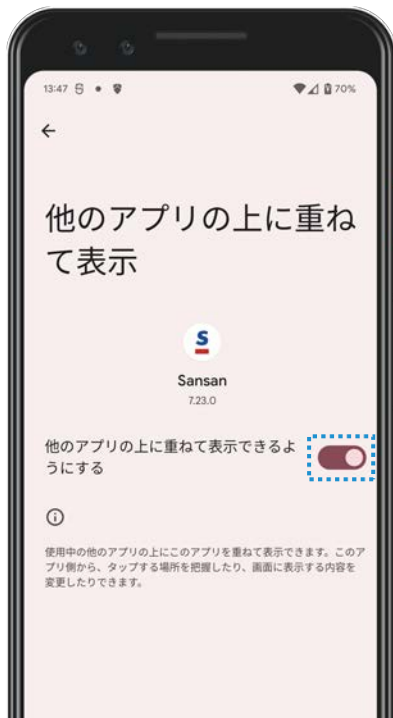 13:47
70%
他のアプリの上に重ね
て表示
S
Sansan
7.23.0
他のアプリの上に重ねて表示できるよ
うにする
使用中の他のアプリの上にこのアプリを重ねて表示できます。このア
プリ側から、タップする場所を把握したり、画面に表示する内容を
変更したりできます。